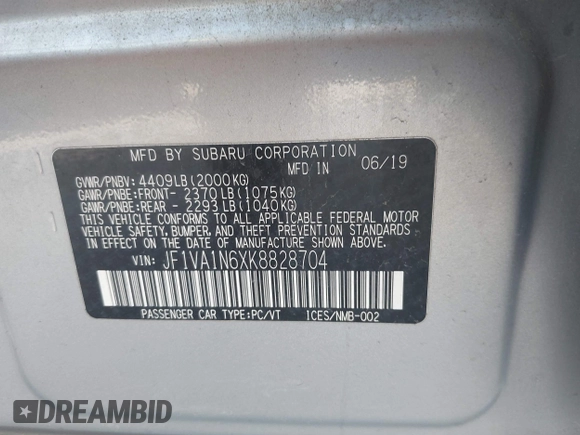 MFD BY SUBARU CORPORATION
MFD IN 06/19
GVWR/PNBV: 4409LB(2000KG)
GAWR/PNBE:FRONT- 2370LB(1075KG)
GAWR/PNBE:REAR - 2293LB(1040KG)
THIS VEHICLE CONFORMS TO ALL APPLICABLE FEDERAL MOTOR
VEHICLE SAFETY, BUMPER, AND THEFT PREVENTION STANDARDS
IN EFFECT ON THE DATE OF MANUFACTURE SHOWN ABOVE.
VIN: JF1VA1N6XK8828704
PASSENGER CAR TYPE:PC/VT ICES/NMB-002
DREAMBID